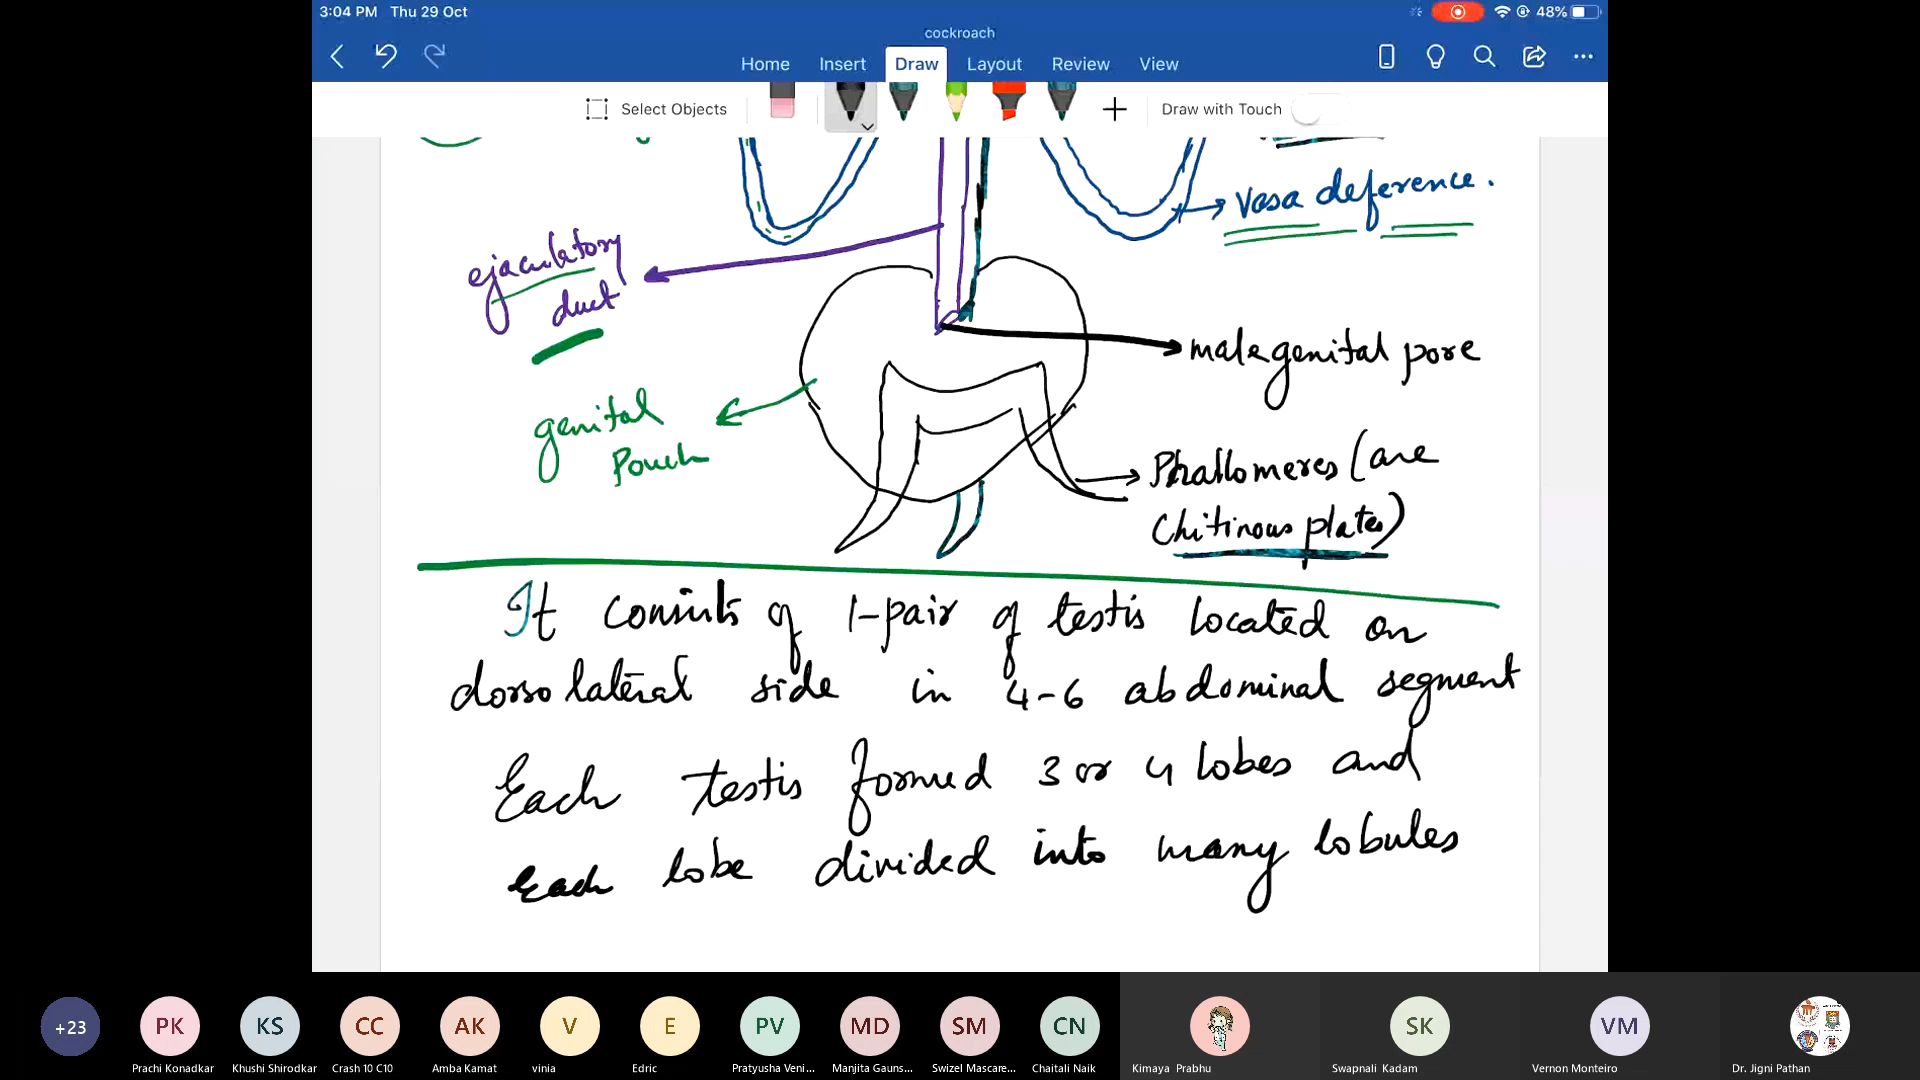 3:04 PM Thu 29 Oct
48%
cockroach
Home Insert Draw Layout Review View
Select Objects
Draw with Touch
vasa deference.
ejaculatory
duct
male genital pore
genital
Pouch
Phallomeres (are
Chitinous plates)
It consists of 1-pair of testis located on
dorso lateral side in 4-6 abdominal segment
Each testis formed 3 or 4 lobes and
Each lobe divided into many lobules
+23 PK KS CC AK V E PV MD SM CN SK VM
Prachi Konadkar Khushi Shirodkar Crash 10 C10 Amba Kamat vinia Edric Pratyusha Veni... Manjita Gauns... Swizel Mascare... Chaitali Naik Kimaya Prabhu Swapnali Kadam Vernon Monteiro Dr. Jigni Pathan